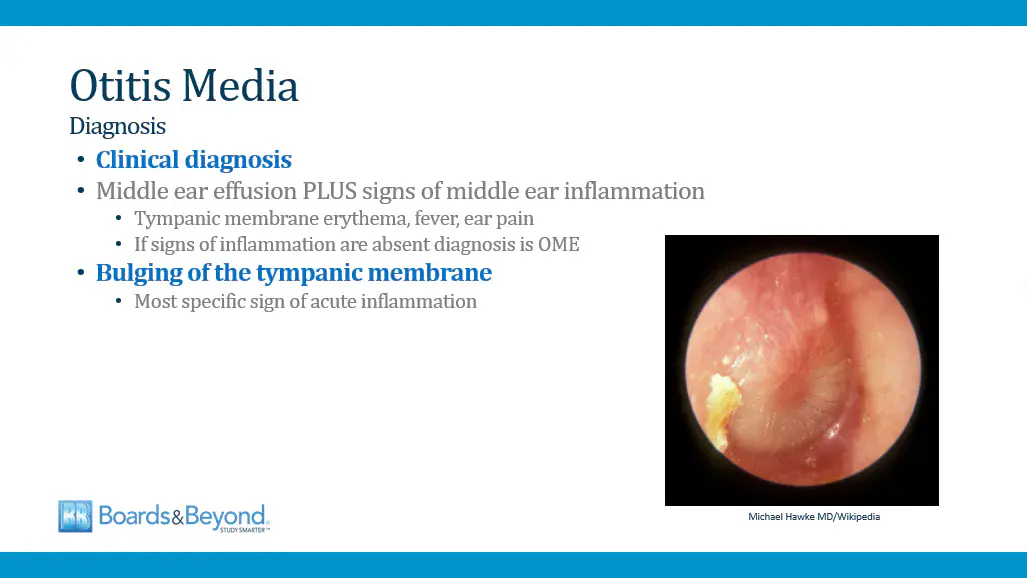 Otitis Media
Diagnosis
• Clinical diagnosis
• Middle ear effusion PLUS signs of middle ear inflammation
• Tympanic membrane erythema, fever, ear pain
• If signs of inflammation are absent diagnosis is OME
• Bulging of the tympanic membrane
• Most specific sign of acute inflammation
BB Boards&Beyond
STUDY SMARTER™
Michael Hawke MD/Wikipedia